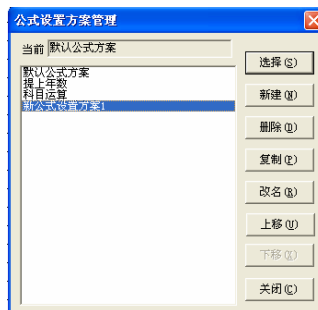 公式设置方案管理
当前 默认公式方案
默认公式方案
提上年数
科目运算
新公式设置方案1
选择(S)
新建(N)
删除(D)
复制(P)
改名(R)
上移(U)
下移(X)
关闭(C)